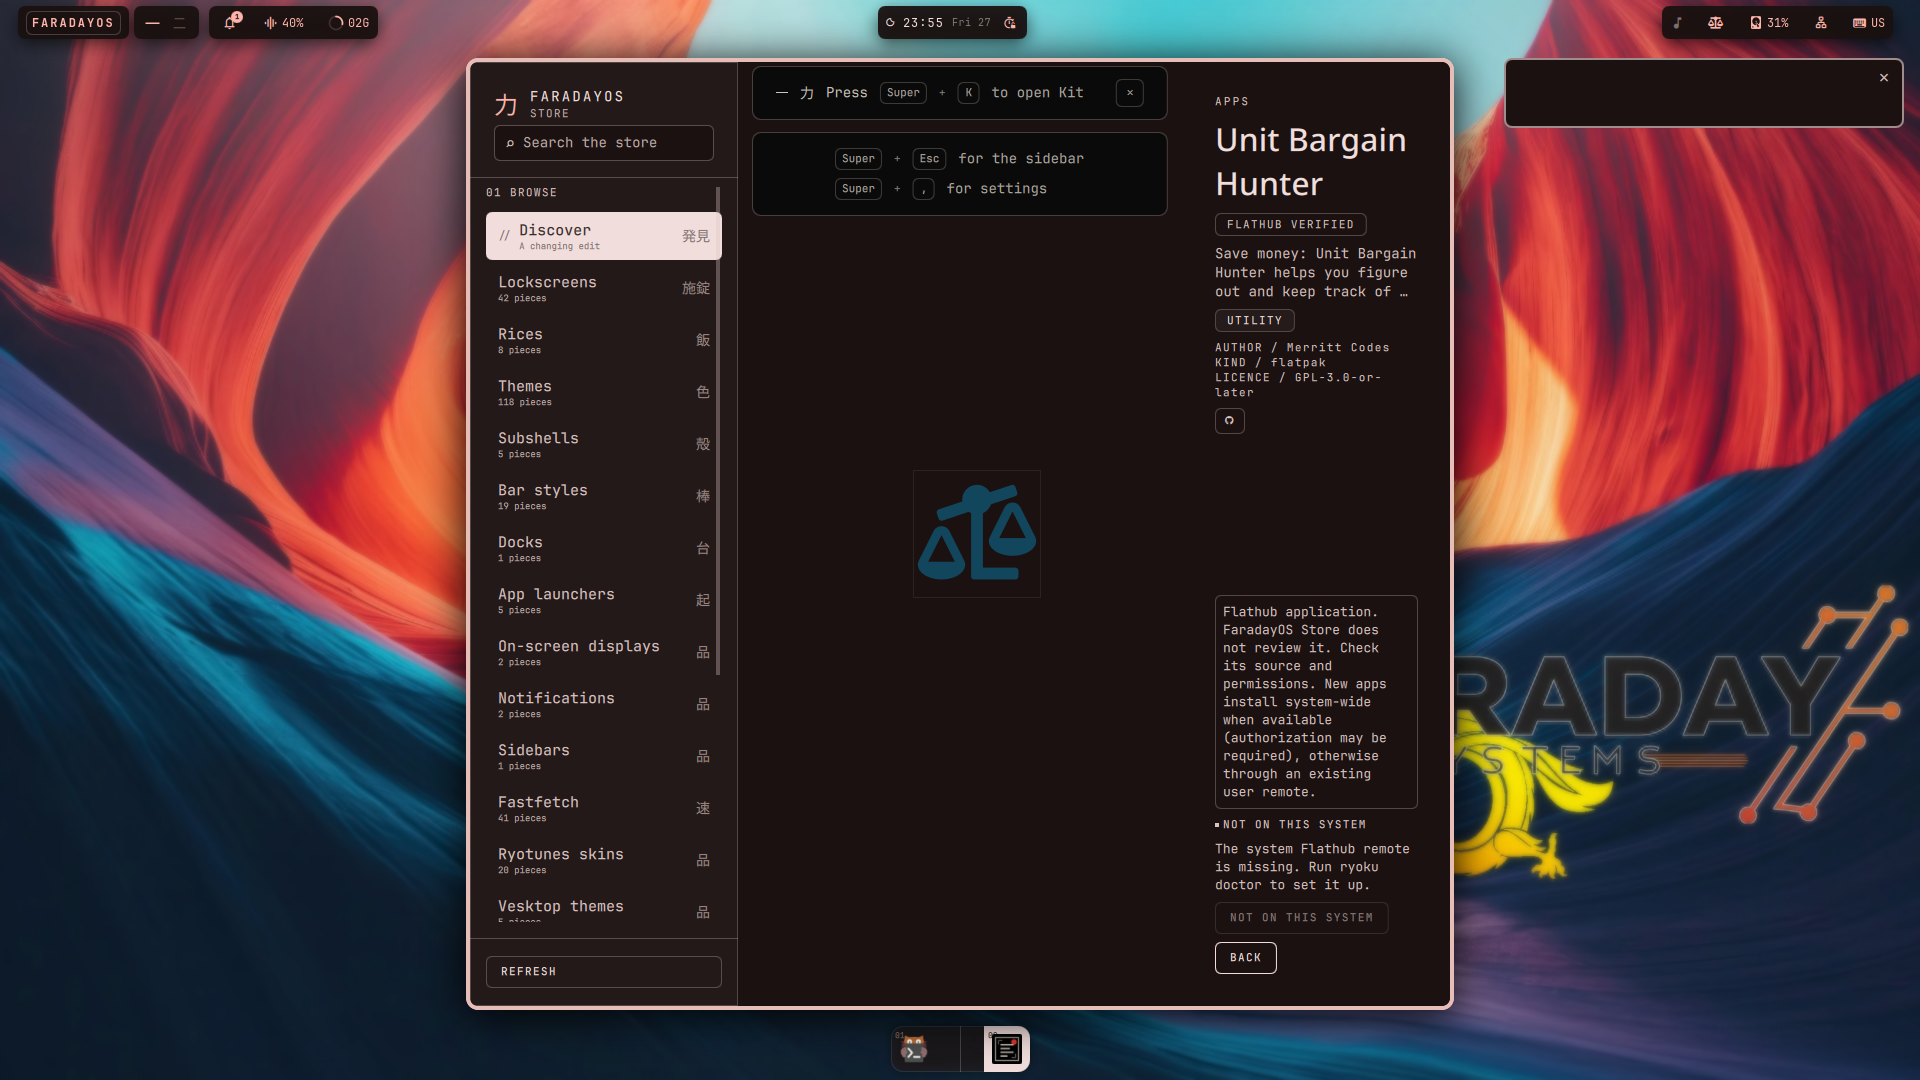 FARADAYOS
1
40%
02G
23:55 Fri 27
31%
US
力 FARADAYOS
STORE
Search the store
01 BROWSE
// Discover 発見
A changing edit
Lockscreens 施錠
42 pieces
Rices 飯
8 pieces
Themes 色
118 pieces
Subshells 殻
5 pieces
Bar styles 棒
19 pieces
Docks 台
1 pieces
App launchers 起
5 pieces
On-screen displays 品
2 pieces
Notifications 品
2 pieces
Sidebars 品
1 pieces
Fastfetch 速
41 pieces
Ryotunes skins 品
20 pieces
Vesktop themes 品
REFRESH
— 力 Press Super + K to open Kit ×
Super + Esc for the sidebar
Super + , for settings
APPS
Unit Bargain
Hunter
FLATHUB VERIFIED
Save money: Unit Bargain
Hunter helps you figure
out and keep track of …
UTILITY
AUTHOR / Merritt Codes
KIND / flatpak
LICENCE / GPL-3.0-or-
later
Flathub application.
FaradayOS Store does
not review it. Check
its source and
permissions. New apps
install system-wide
when available
(authorization may be
required), otherwise
through an existing
user remote.
NOT ON THIS SYSTEM
The system Flathub remote
is missing. Run ryoku
doctor to set it up.
NOT ON THIS SYSTEM
BACK
×
RADAY
YSTEMS
01